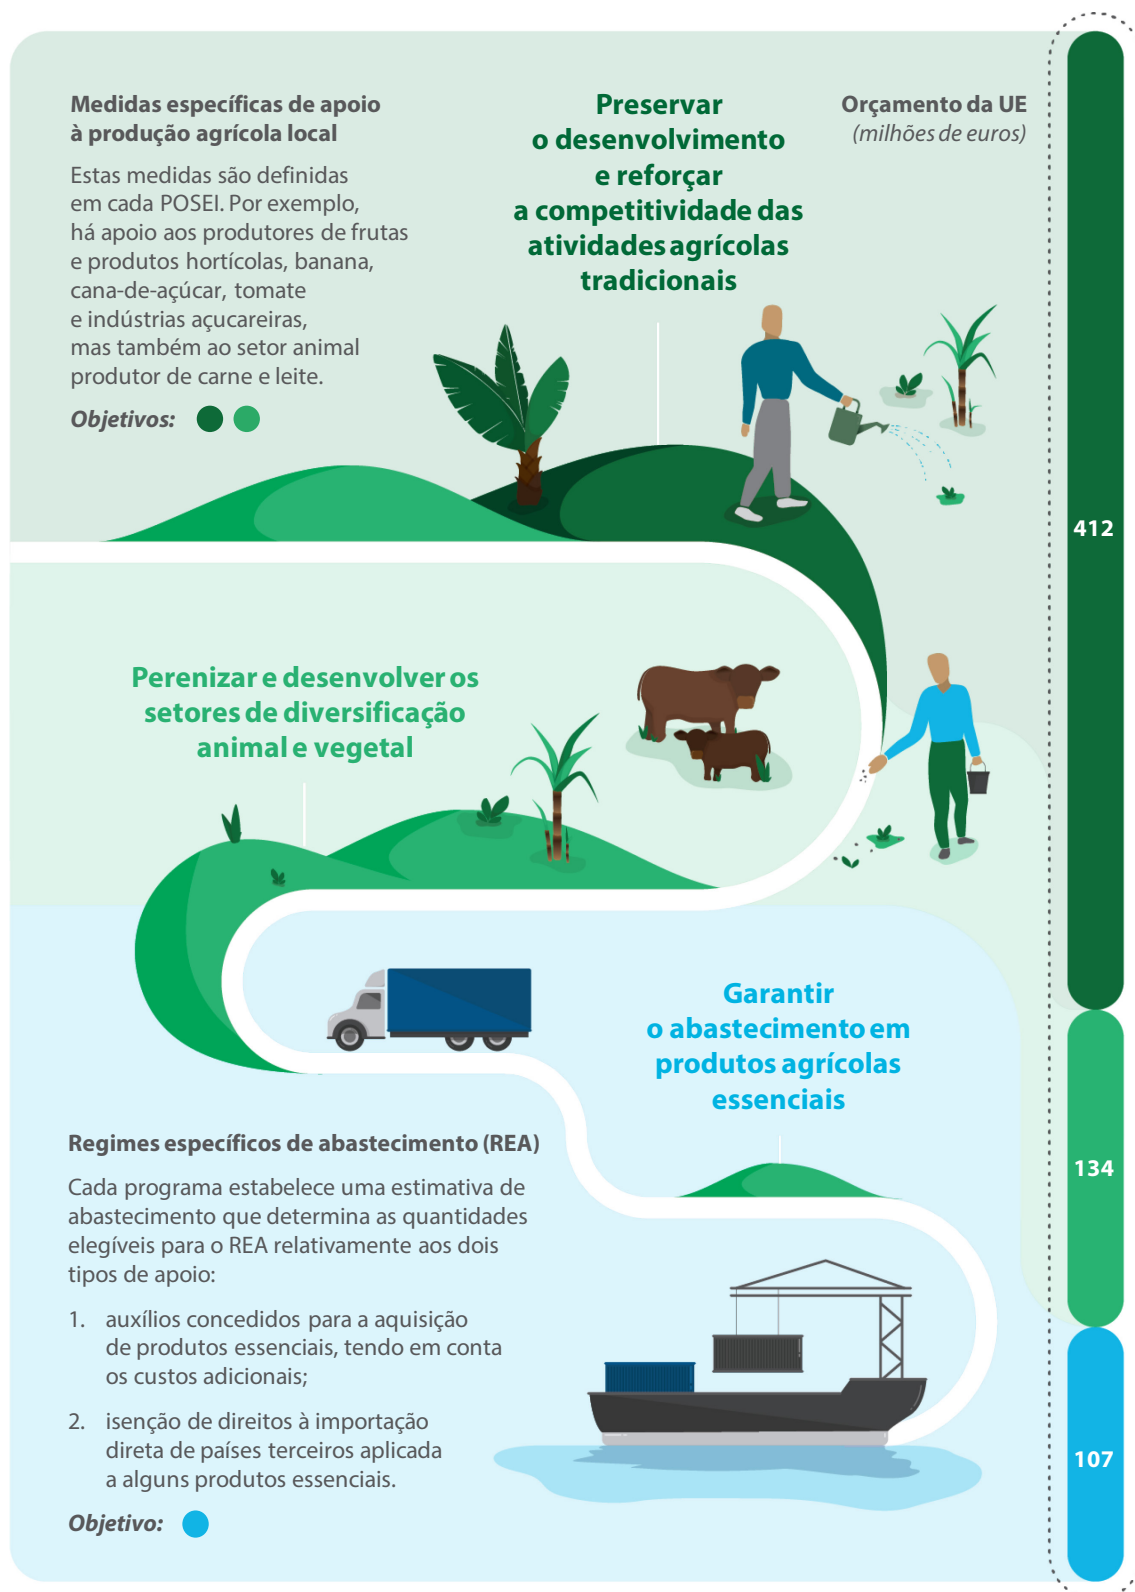 Medidas específicas de apoio
à produção agrícola local
Estas medidas são definidas
em cada POSEI. Por exemplo,
há apoio aos produtores de frutas
e produtos hortícolas, banana,
cana-de-açúcar, tomate
e indústrias açucareiras,
mas também ao setor animal
produtor de carne e leite.
Objetivos:
Preservar
o desenvolvimento
e reforçar
a competitividade das
atividades agrícolas
tradicionais
Orçamento da UE
(milhões de euros)
412
Perenizar e desenvolver os
setores de diversificação
animal e vegetal
Garantir
o abastecimento em
produtos agrícolas
essenciais
134
Regimes específicos de abastecimento (REA)
Cada programa estabelece uma estimativa de
abastecimento que determina as quantidades
elegíveis para o REA relativamente aos dois
tipos de apoio:
1. auxílios concedidos para a aquisição
de produtos essenciais, tendo em conta
os custos adicionais;
2. isenção de direitos à importação
direta de países terceiros aplicada
a alguns produtos essenciais.
Objetivo:
107